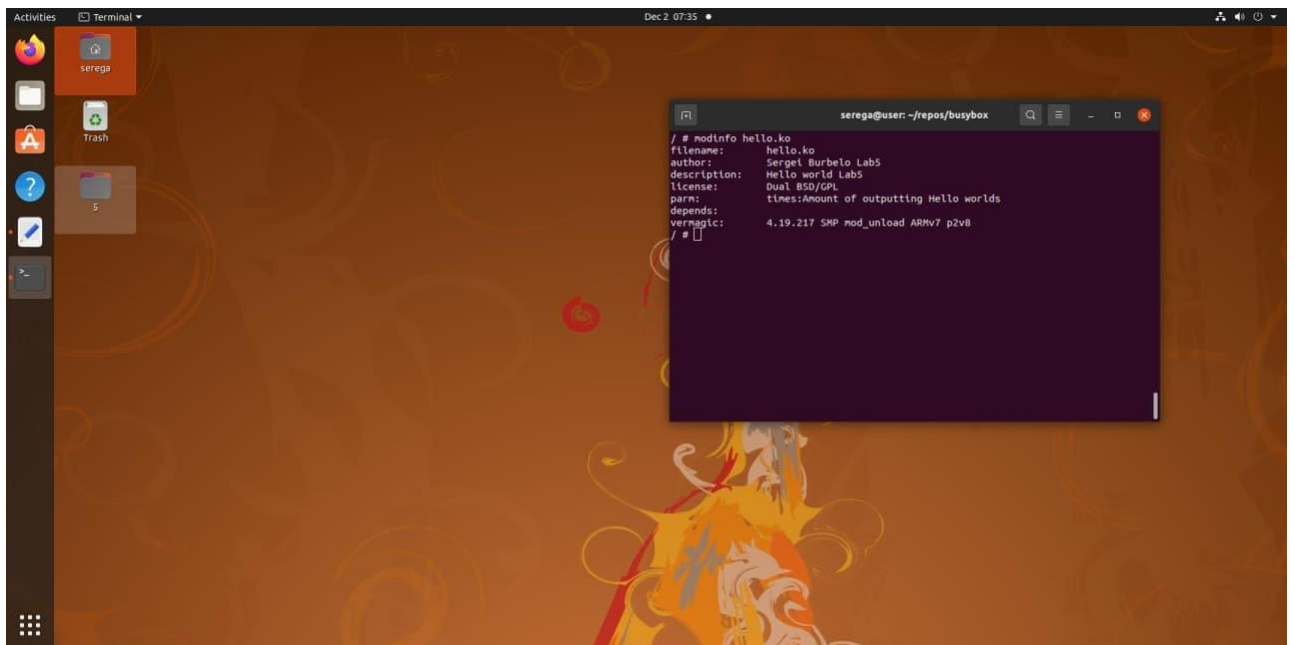 Activities Terminal Dec 2 07:35
serega
Trash
5
serega@user: ~/repos/busybox
/ # modinfo hello.ko
filename: hello.ko
author: Sergei Burbelo Lab5
description: Hello world Lab5
license: Dual BSD/GPL
parm: times:Amount of outputting Hello worlds
depends:
vermagic: 4.19.217 SMP mod_unload ARMv7 p2v8
/ #